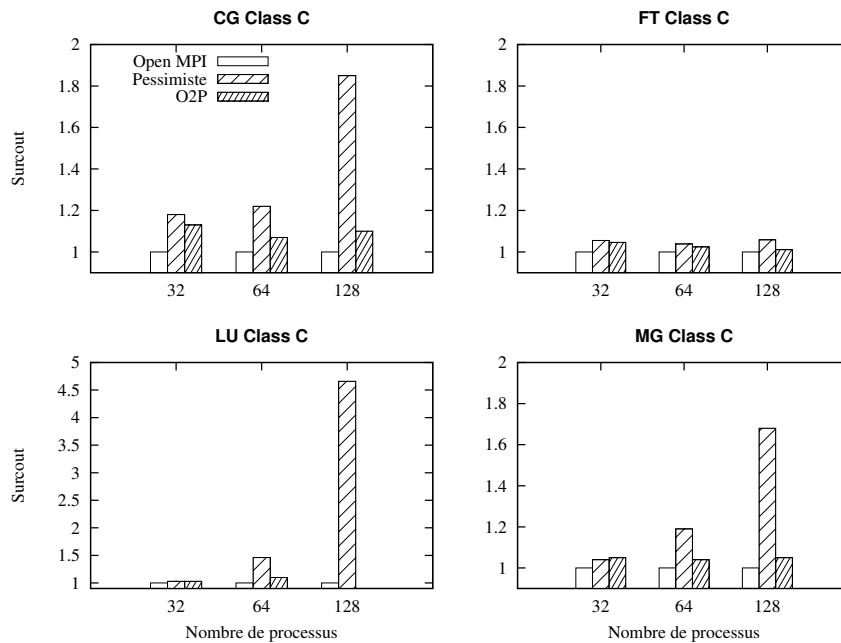 CG Class C
2
1.8
1.6
1.4
1.2
1
Surcout
Open MPI
Pessimiste
O2P
32 64 128
FT Class C
2
1.8
1.6
1.4
1.2
1
32 64 128
LU Class C
5
4.5
4
3.5
3
2.5
2
1.5
1
Surcout
32 64 128
Nombre de processus
MG Class C
2
1.8
1.6
1.4
1.2
1
32 64 128
Nombre de processus